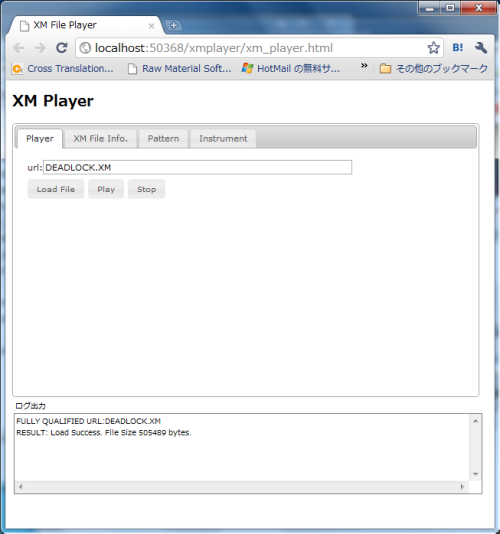 XM File Player
localhost:50368/xmplayer/xm_player.html
B!
Cross Translation... Raw Material Soft... HotMail の無料サ... » その他のブックマーク
XM Player
Player XM File Info. Pattern Instrument
url: DEADLOCK.XM
Load File Play Stop
ログ出力
FULLY QUALIFIED URL:DEADLOCK.XM
RESULT: Load Success. File Size 505489 bytes.